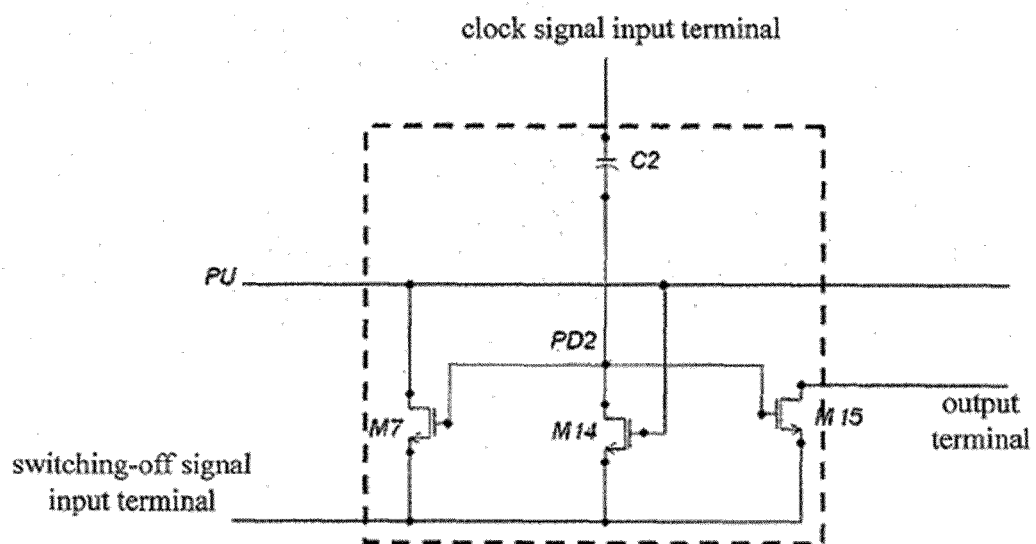 clock signal input terminal
C2
PU
PD2
M7
M14
M15
output
terminal
switching-off signal
input terminal